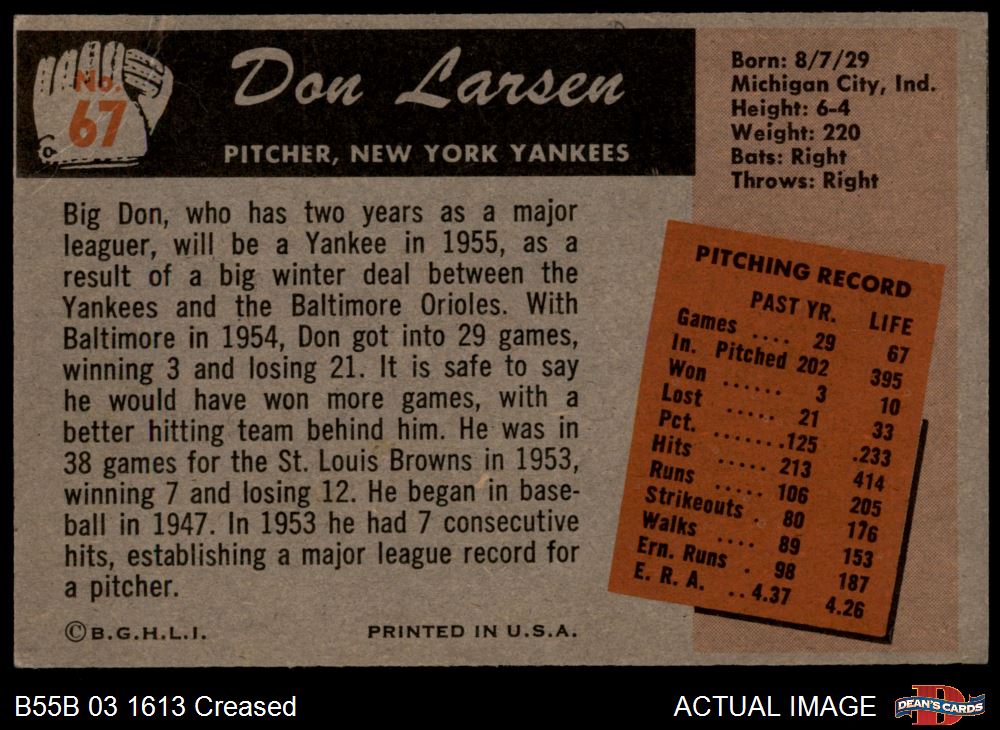 No.
67
Don Larsen
PITCHER, NEW YORK YANKEES
Born: 8/7/29
Michigan City, Ind.
Height: 6-4
Weight: 220
Bats: Right
Throws: Right
Big Don, who has two years as a major
leaguer, will be a Yankee in 1955, as a
result of a big winter deal between the
Yankees and the Baltimore Orioles. With
Baltimore in 1954, Don got into 29 games,
winning 3 and losing 21. It is safe to say
he would have won more games, with a
better hitting team behind him. He was in
38 games for the St. Louis Browns in 1953,
winning 7 and losing 12. He began in base-
ball in 1947. In 1953 he had 7 consecutive
hits, establishing a major league record for
a pitcher.
©B.G.H.L.I. PRINTED IN U.S.A.
PITCHING RECORD
PAST YR. LIFE
Games .... 29 67
In. Pitched 202 395
Won ...... 3 10
Lost ..... 21 33
Pct. .......125 .233
Hits ..... 213 414
Runs ..... 106 205
Strikeouts . 80 176
Walks .... 89 153
Ern. Runs . 98 187
E. R. A. ..4.37 4.26
B55B 03 1613 Creased
ACTUAL IMAGE
D
DEAN'S CARDS